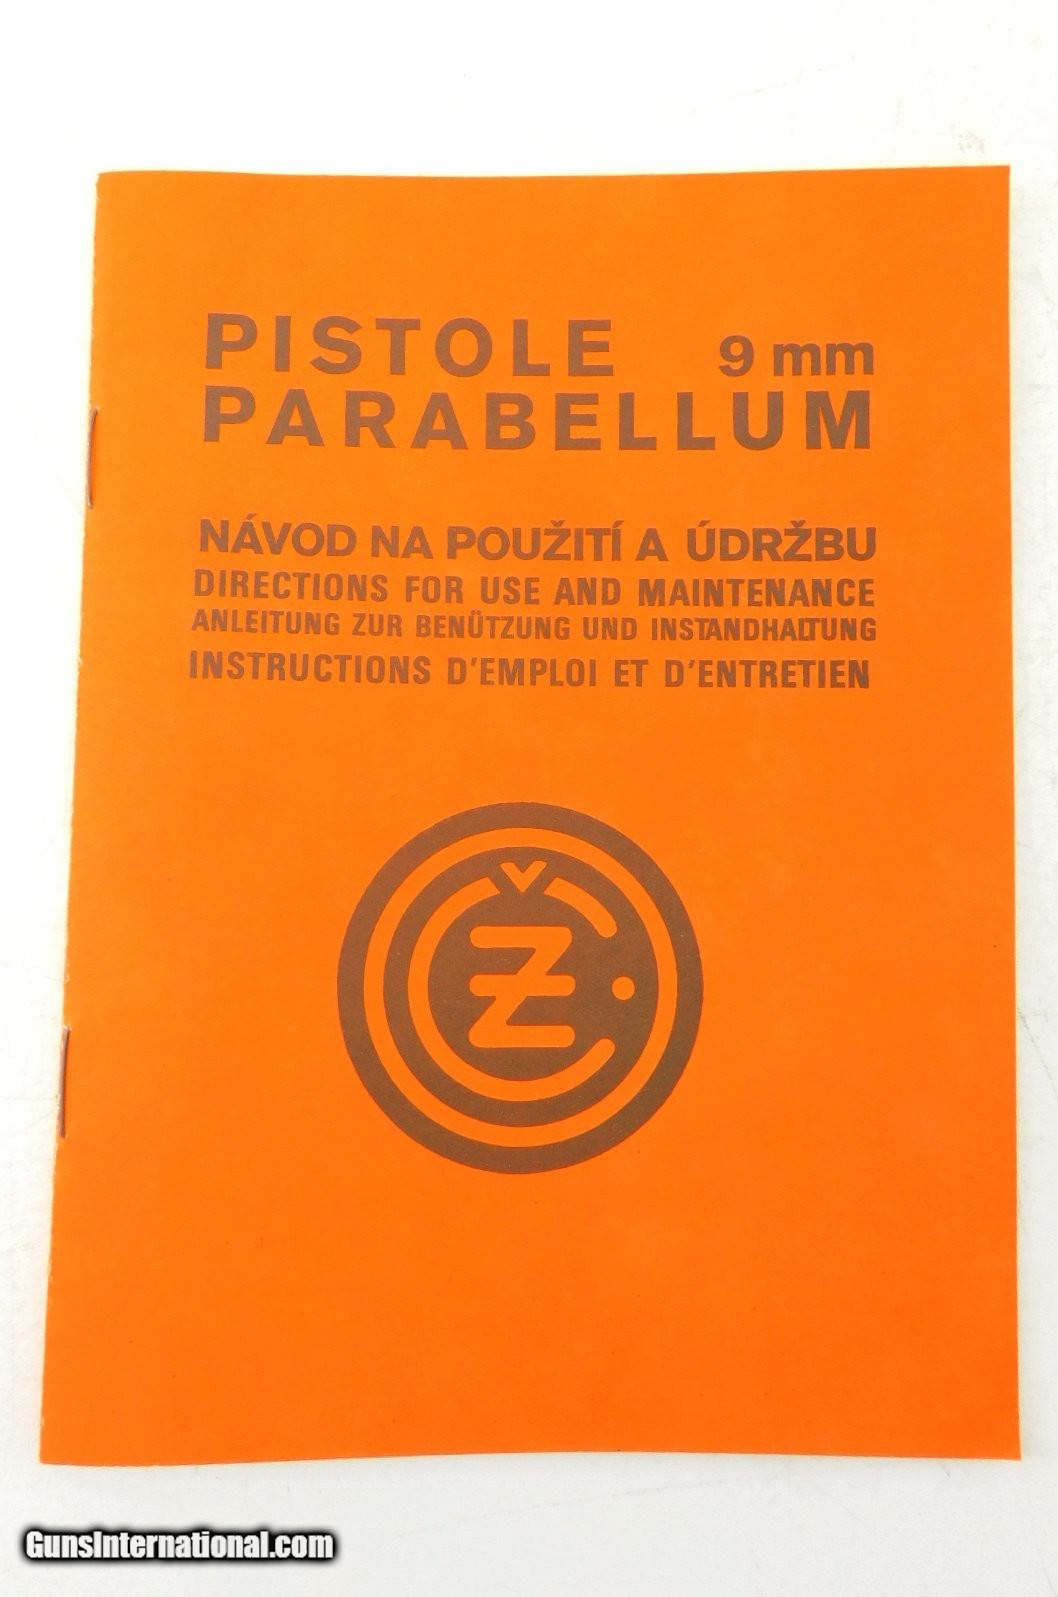 PISTOLE 9 mm
PARABELLUM
NÁVOD NA POUŽITÍ A ÚDRŽBU
DIRECTIONS FOR USE AND MAINTENANCE
ANLEITUNG ZUR BENÜTZUNG UND INSTANDHALTUNG
INSTRUCTIONS D'EMPLOI ET D'ENTRETIEN
ČZ
GunsInternational.com